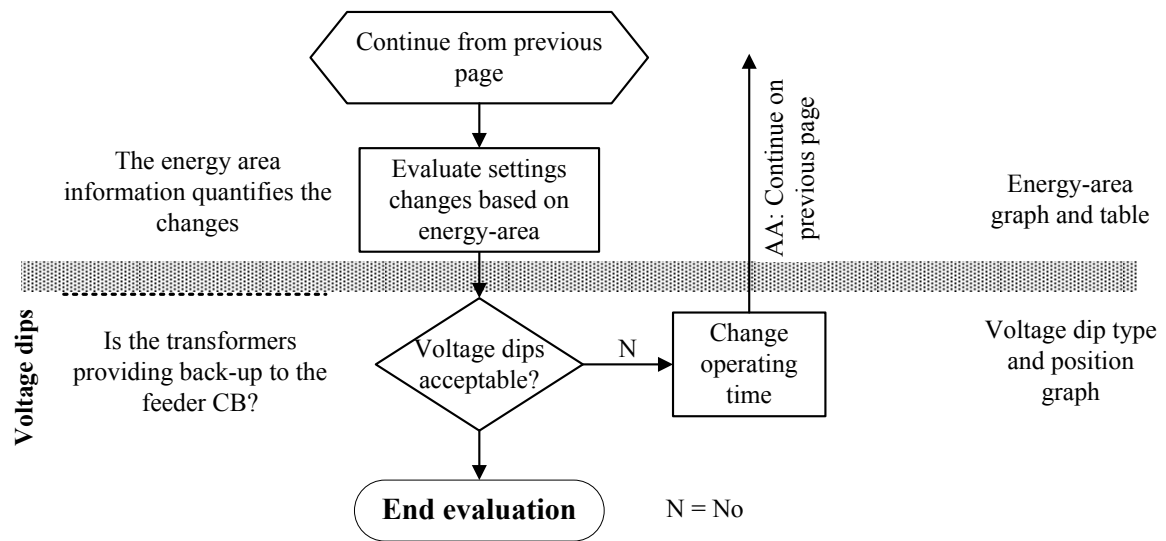 Continue from previous
page
The energy area
information quantifies the
changes
Evaluate settings
changes based on
energy-area
AA: Continue on
previous page
Energy-area
graph and table
Voltage dips
Is the transformers
providing back-up to the
feeder CB?
Voltage dips
acceptable?
N
Change
operating
time
Voltage dip type
and position
graph
End evaluation
N = No